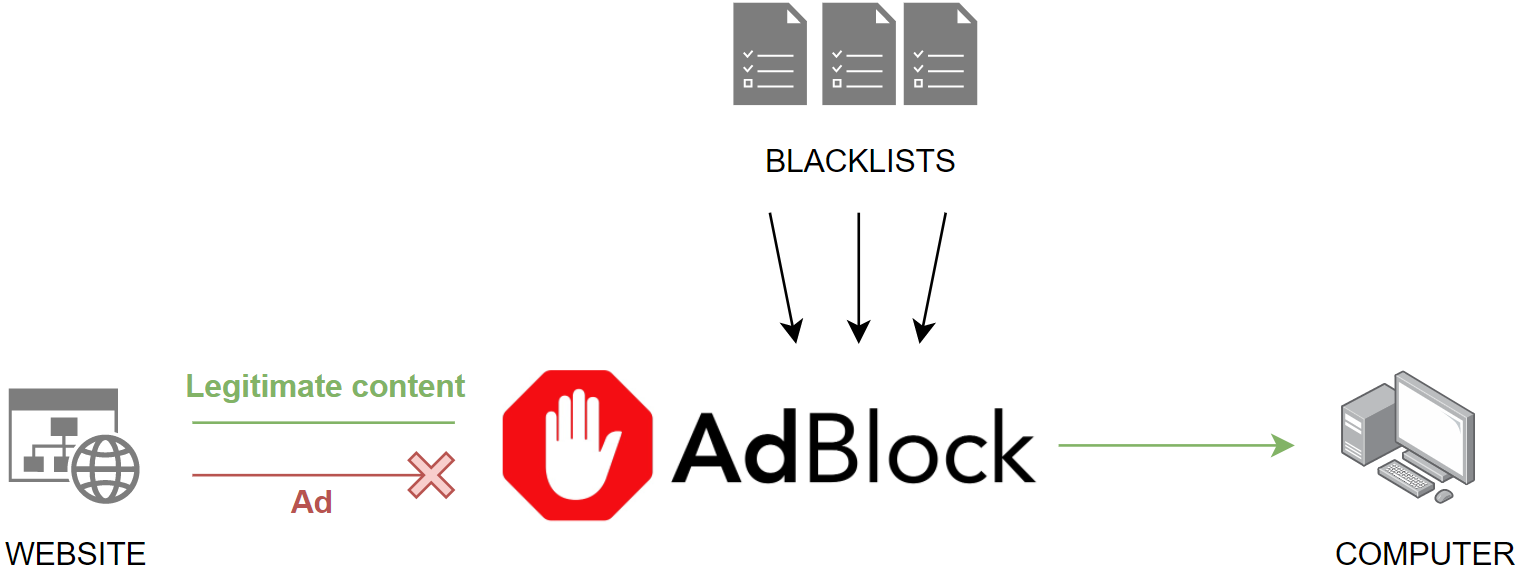 BLACKLISTS
Legitimate content
AdBlock
Ad
WEBSITE
COMPUTER